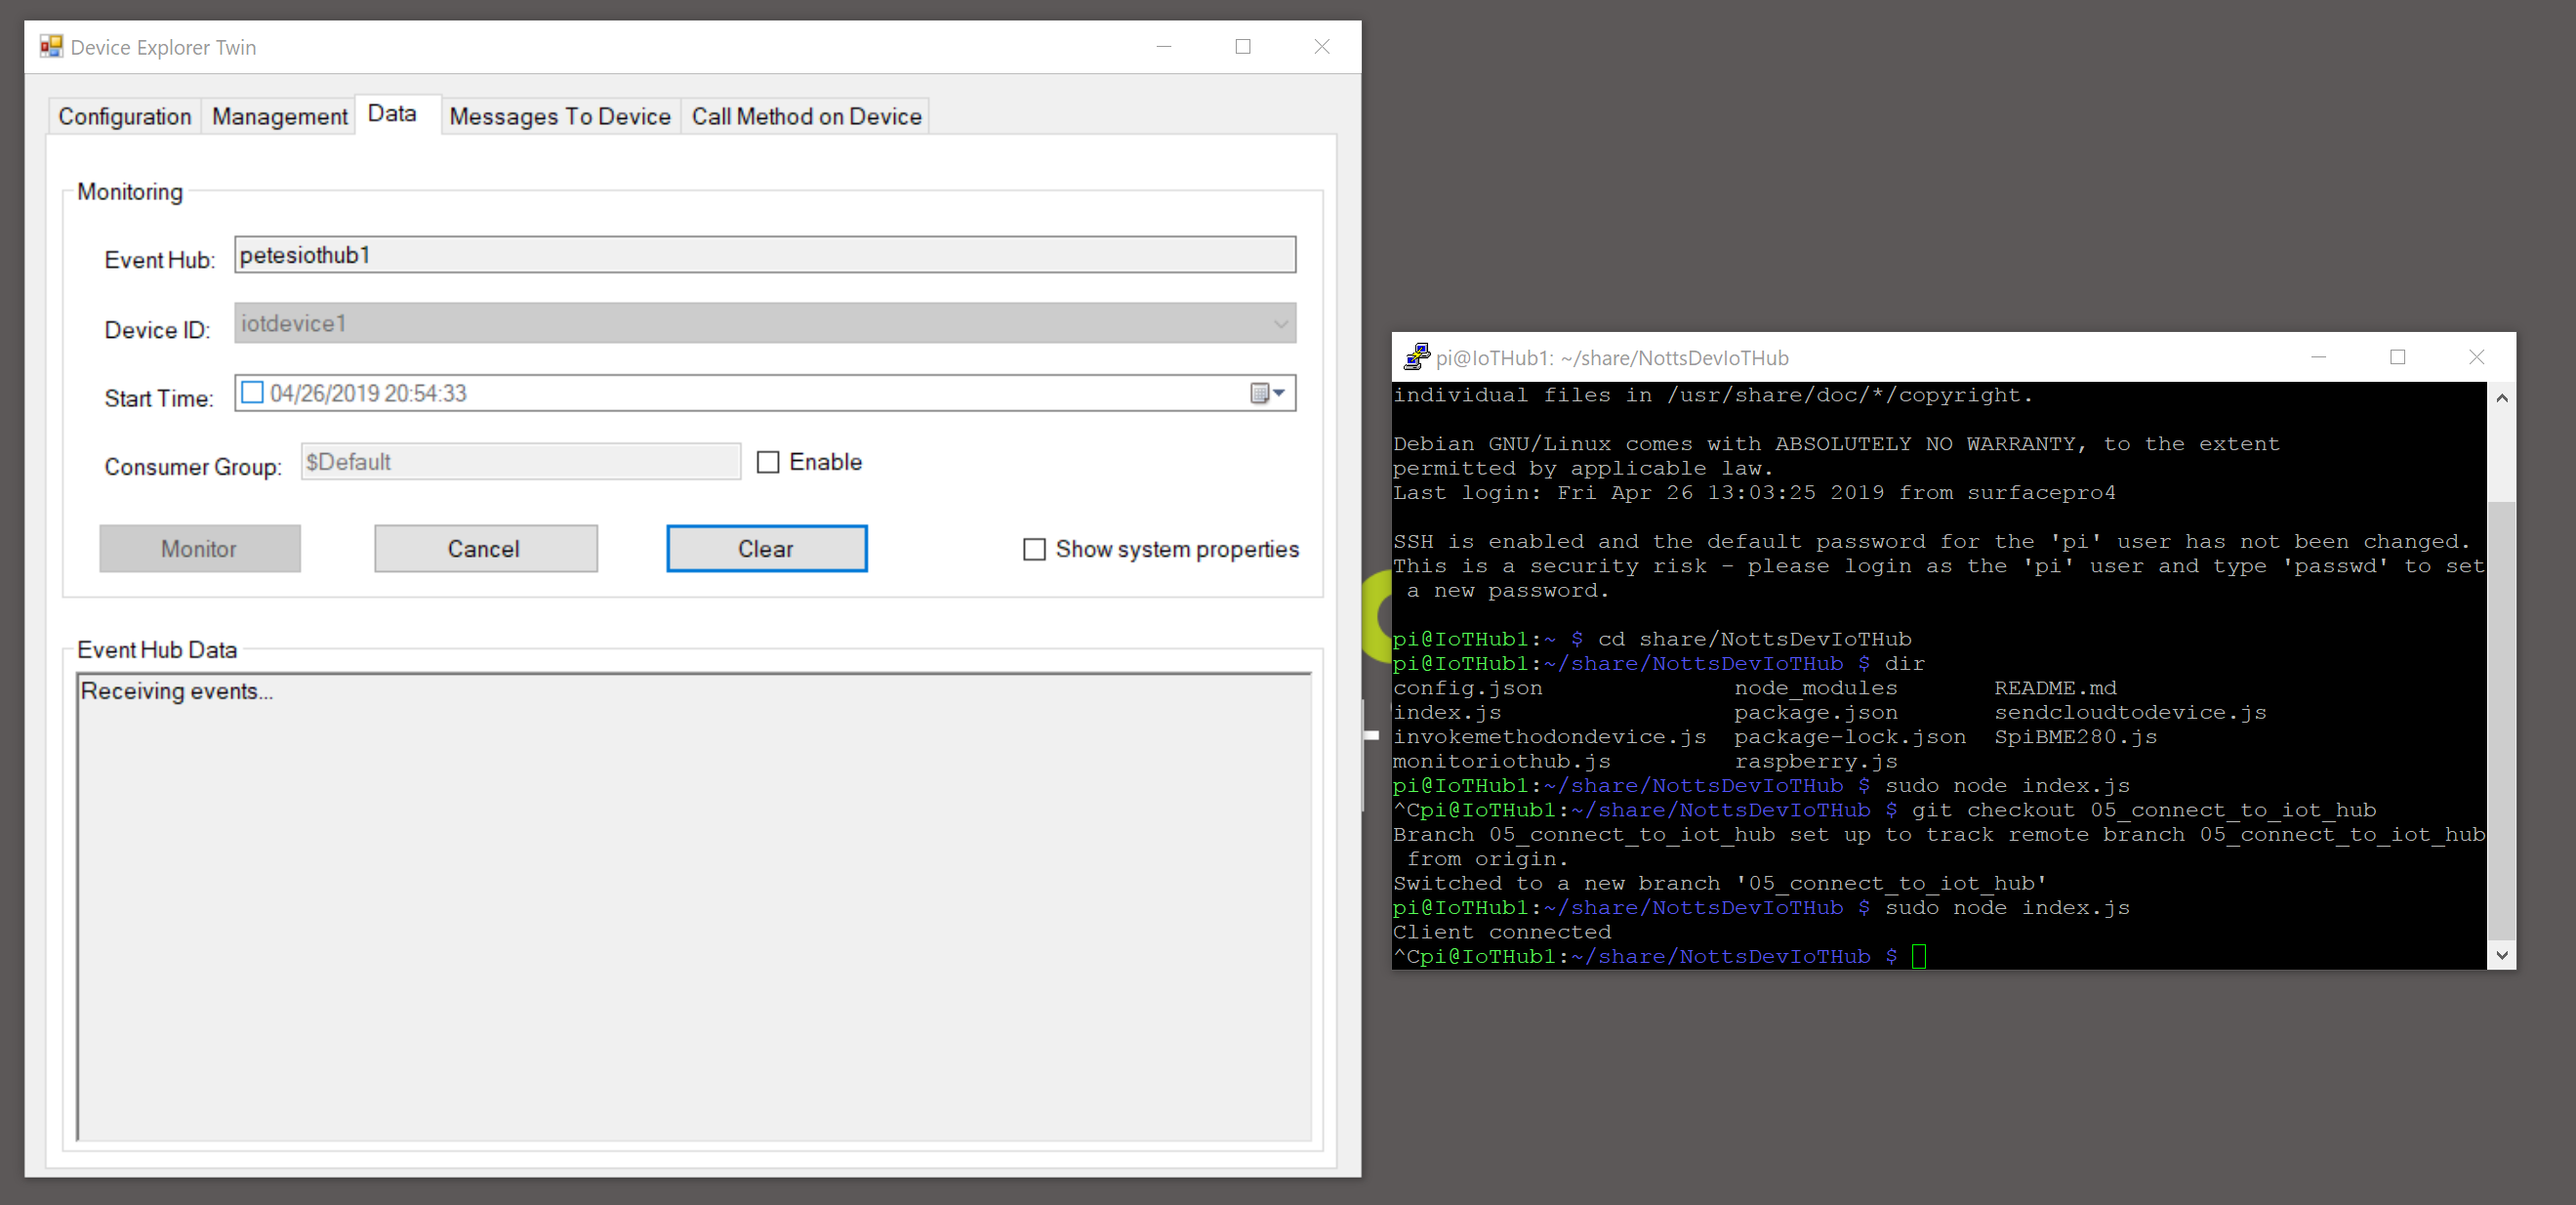 Device Explorer Twin
Configuration Management Data Messages To Device Call Method on Device
Monitoring
Event Hub: petesiothub1
Device ID: iotdevice1
Start Time: 04/26/2019 20:54:33
Consumer Group: $Default Enable
Monitor Cancel Clear Show system properties
Event Hub Data
Receiving events...
pi@IoTHub1: ~/share/NottsDevIoTHub
individual files in /usr/share/doc/*/copyright.
Debian GNU/Linux comes with ABSOLUTELY NO WARRANTY, to the extent
permitted by applicable law.
Last login: Fri Apr 26 13:03:25 2019 from surfacepro4
SSH is enabled and the default password for the 'pi' user has not been changed.
This is a security risk - please login as the 'pi' user and type 'passwd' to set
 a new password.
pi@IoTHub1:~ $ cd share/NottsDevIoTHub
pi@IoTHub1:~/share/NottsDevIoTHub $ dir
config.json node_modules README.md
index.js package.json sendcloudtodevice.js
invokemethodondevice.js package-lock.json SpiBME280.js
monitoriothub.js raspberry.js
pi@IoTHub1:~/share/NottsDevIoTHub $ sudo node index.js
^Cpi@IoTHub1:~/share/NottsDevIoTHub $ git checkout 05_connect_to_iot_hub
Branch 05_connect_to_iot_hub set up to track remote branch 05_connect_to_iot_hub
 from origin.
Switched to a new branch '05_connect_to_iot_hub'
pi@IoTHub1:~/share/NottsDevIoTHub $ sudo node index.js
Client connected
^Cpi@IoTHub1:~/share/NottsDevIoTHub $